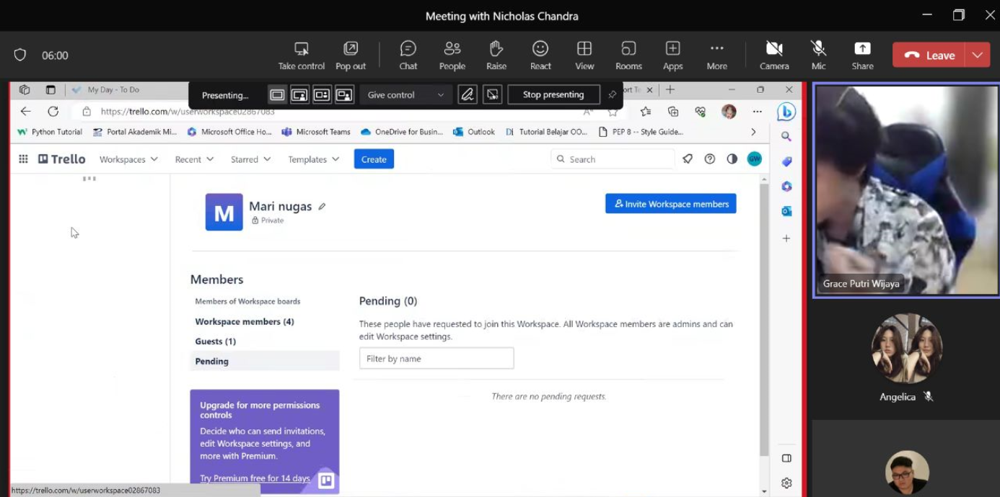 Meeting with Nicholas Chandra
06:00
Take control
Pop out
Chat
People
Raise
React
View
Rooms
Apps
More
Camera
Mic
Share
Leave
My Day - To Do
Presenting...
Give control
Stop presenting
https://trello.com/w/userworkspace02867083
Python Tutorial
Portal Akademik Mi...
Microsoft Office Ho...
Microsoft Teams
OneDrive for Busin...
Outlook
Tutorial Belajar OO...
PEP 8 -- Style Guide...
Trello
Workspaces
Recent
Starred
Templates
Create
Search
GW
M
Mari nugas
Private
Invite Workspace members
Members
Members of Workspace boards
Workspace members (4)
Guests (1)
Pending
Pending (0)
These people have requested to join this Workspace. All Workspace members are admins and can
edit Workspace settings.
Filter by name
There are no pending requests.
Upgrade for more permissions
controls
Decide who can send invitations,
edit Workspace settings, and
more with Premium.
Try Premium free for 14 days
https://trello.com/w/userworkspace02867083
Grace Putri Wijaya
Angelica